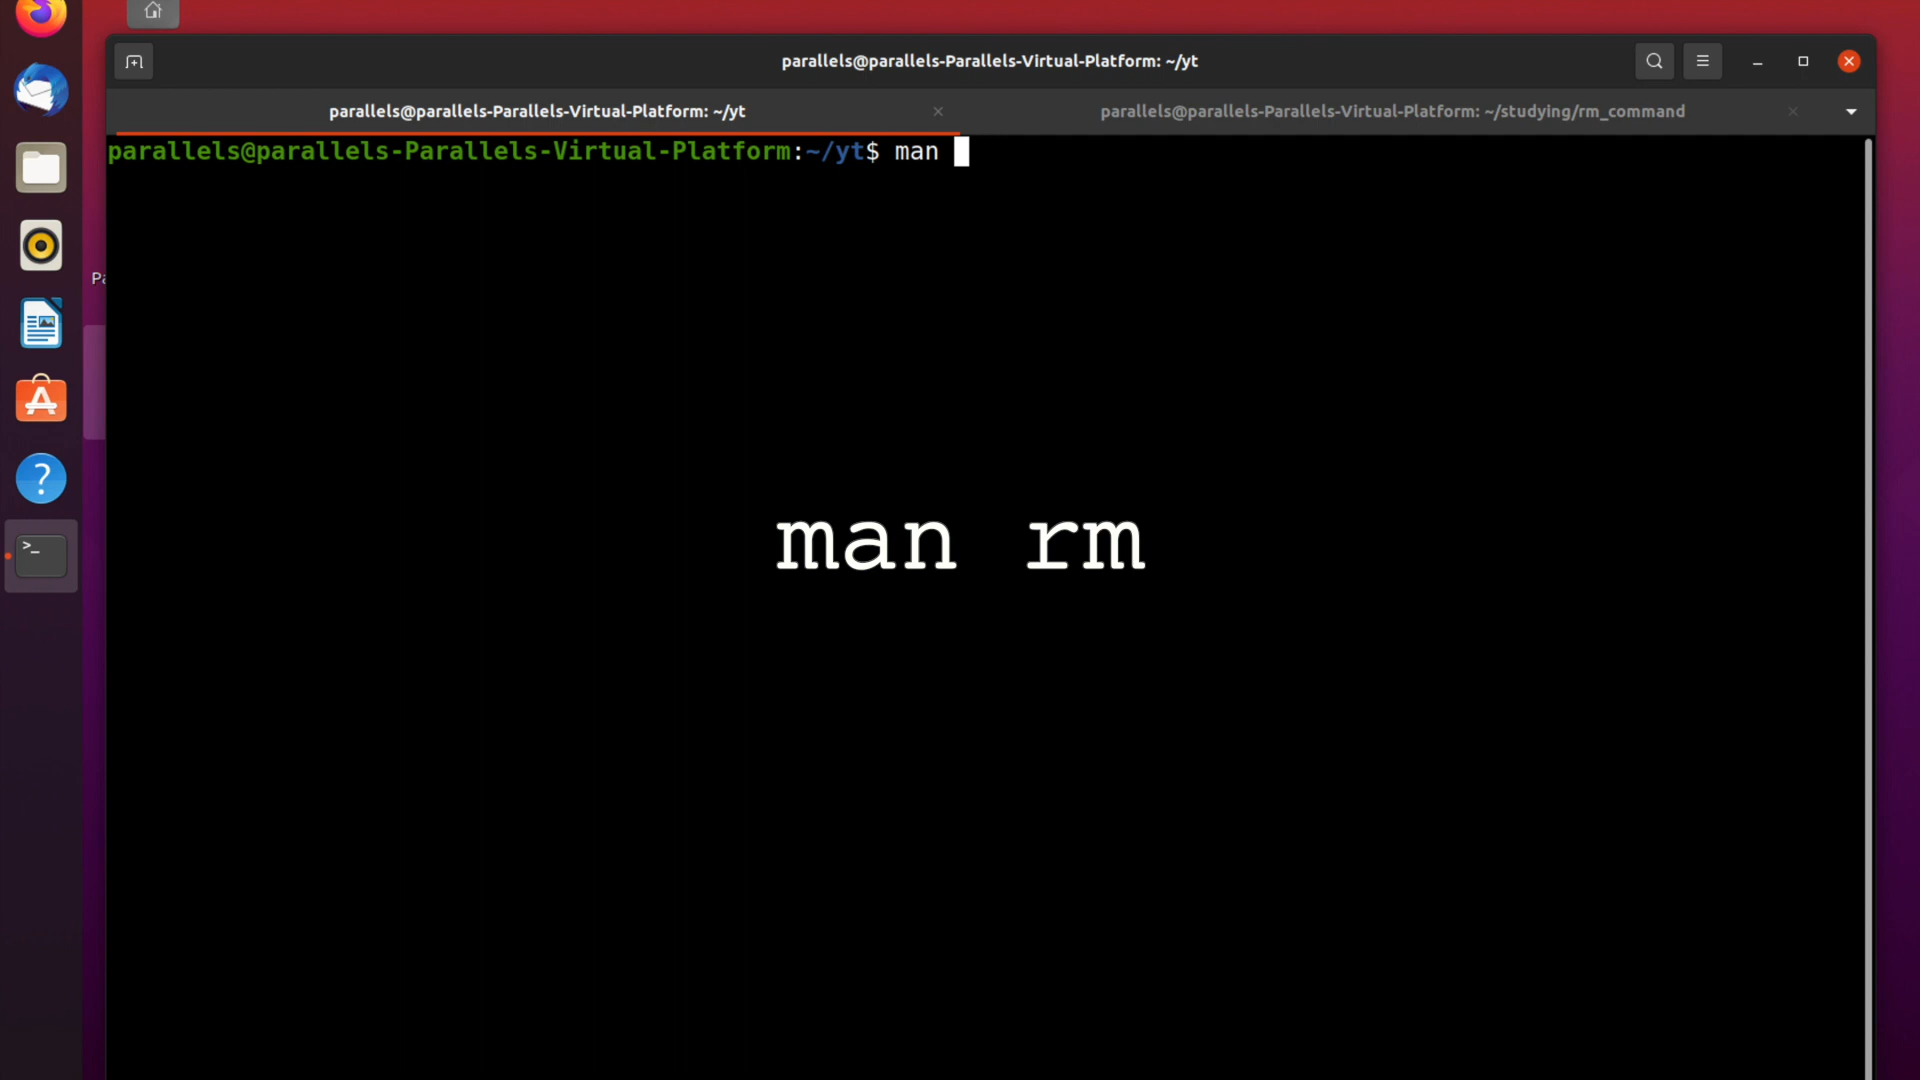 parallels@parallels-Parallels-Virtual-Platform: ~/yt
parallels@parallels-Parallels-Virtual-Platform: ~/yt
parallels@parallels-Parallels-Virtual-Platform: ~/studying/rm_command
parallels@parallels-Parallels-Virtual-Platform:~/yt$ man
Pa
man rm